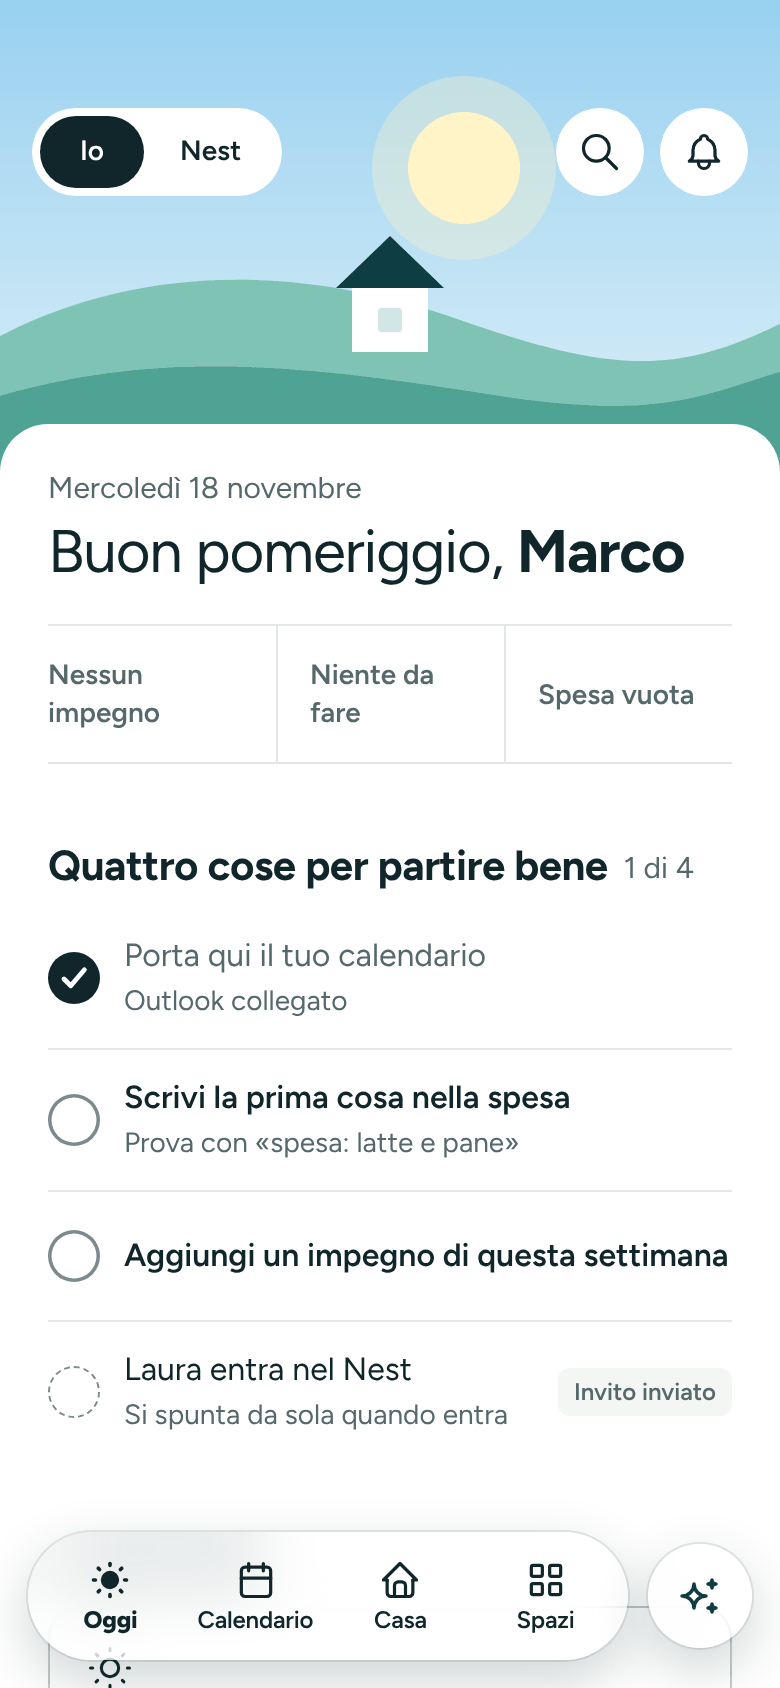 Io
Nest
Mercoledì 18 novembre
Buon pomeriggio, Marco
Nessun
impegno
Niente da
fare
Spesa vuota
Quattro cose per partire bene 1 di 4
Porta qui il tuo calendario
Outlook collegato
Scrivi la prima cosa nella spesa
Prova con «spesa: latte e pane»
Aggiungi un impegno di questa settimana
Laura entra nel Nest
Si spunta da sola quando entra
Invito inviato
Oggi
Calendario
Casa
Spazi